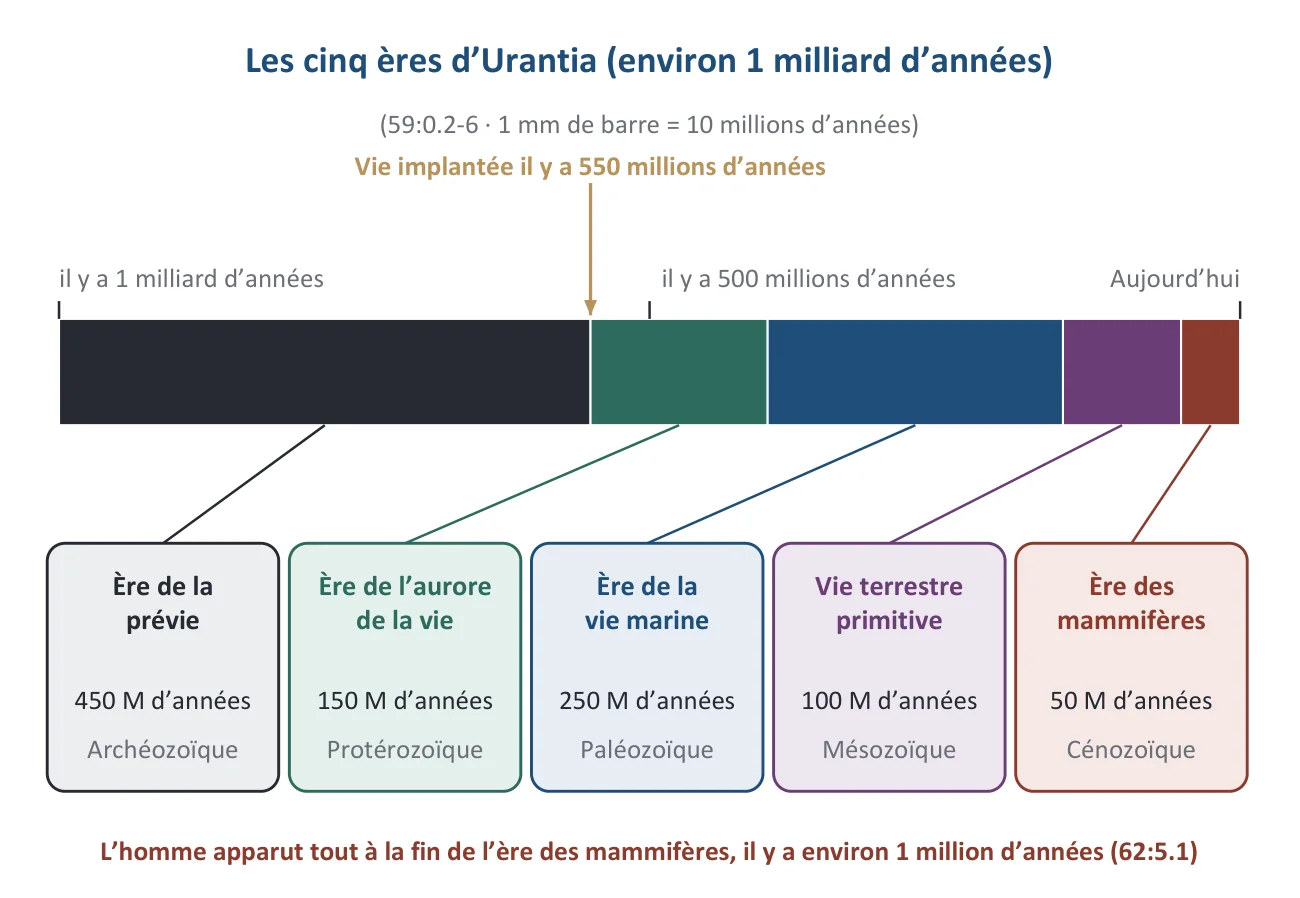 Les cinq ères d’Urantia (environ 1 milliard d’années)
(59:0.2-6 · 1 mm de barre = 10 millions d’années)
Vie implantée il y a 550 millions d’années
il y a 1 milliard d’années
il y a 500 millions d’années
Aujourd’hui
Ère de la
prévie
450 M d’années
Archéozoïque
Ère de l’aurore
de la vie
150 M d’années
Protérozoïque
Ère de la
vie marine
250 M d’années
Paléozoïque
Vie terrestre
primitive
100 M d’années
Mésozoïque
Ère des
mammifères
50 M d’années
Cénozoïque
L’homme apparut tout à la fin de l’ère des mammifères, il y a environ 1 million d’années (62:5.1)